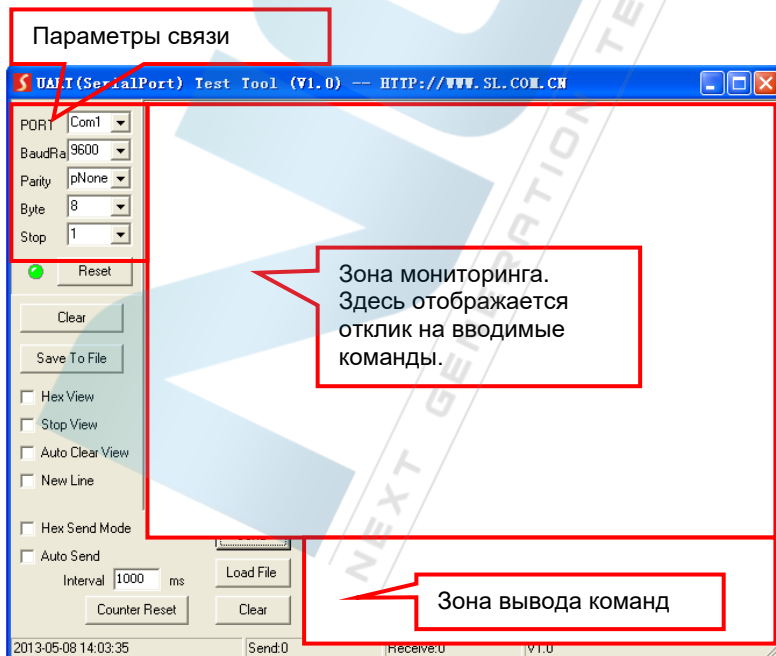 Параметры связи
UART(SerialPort) Test Tool (V1.0) -- HTTP://WWW.SL.COM.CN
PORT Com1
BaudRa 9600
Parity pNone
Byte 8
Stop 1
Reset
Зона мониторинга.
Здесь отображается
отклик на вводимые
команды.
Clear
Save To File
Hex View
Stop View
Auto Clear View
New Line
Hex Send Mode
Auto Send
Interval 1000 ms
Load File
Counter Reset
Clear
Зона вывода команд
2013-05-08 14:03:35
Send:0
Receive:0
V1.0
NEXT GENERATION